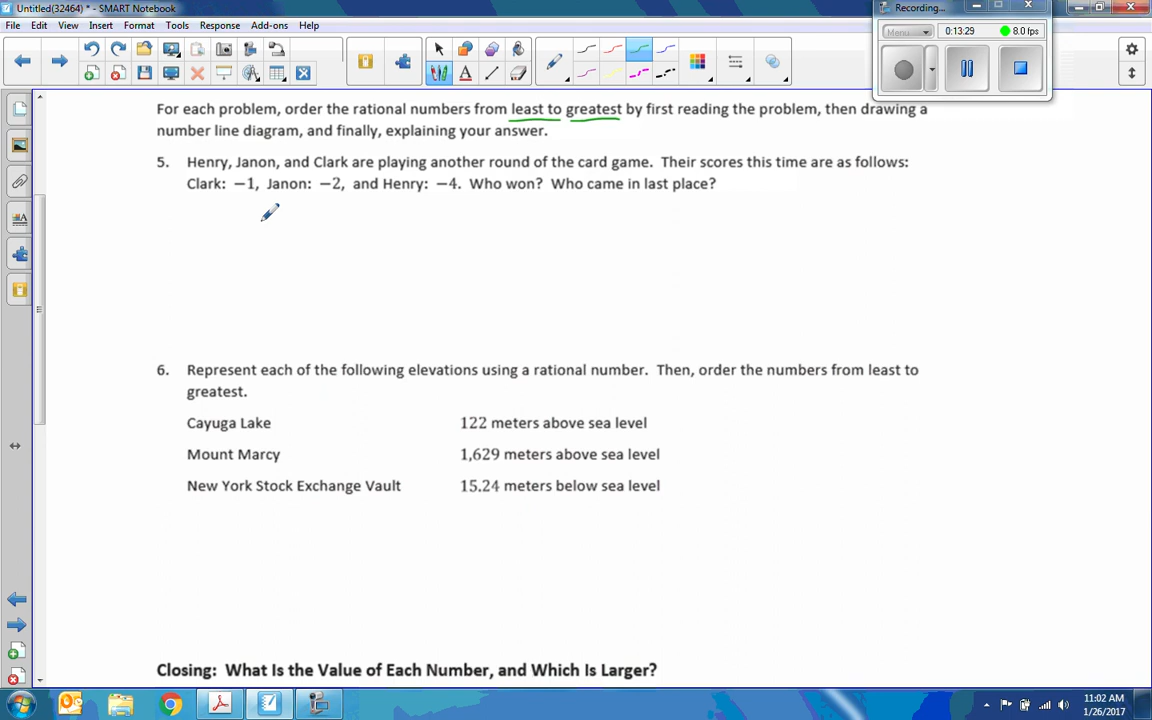 Untitled(32464) * - SMART Notebook
Recording...
File Edit View Insert Format Tools Response Add-ons Help
Menu 0:13:29 8.0 fps
For each problem, order the rational numbers from least to greatest by first reading the problem, then drawing a
number line diagram, and finally, explaining your answer.
5. Henry, Janon, and Clark are playing another round of the card game. Their scores this time are as follows:
Clark: −1, Janon: −2, and Henry: −4. Who won? Who came in last place?
6. Represent each of the following elevations using a rational number. Then, order the numbers from least to
greatest.
Cayuga Lake 122 meters above sea level
Mount Marcy 1,629 meters above sea level
New York Stock Exchange Vault 15.24 meters below sea level
Closing: What Is the Value of Each Number, and Which Is Larger?
11:02 AM
1/26/2017